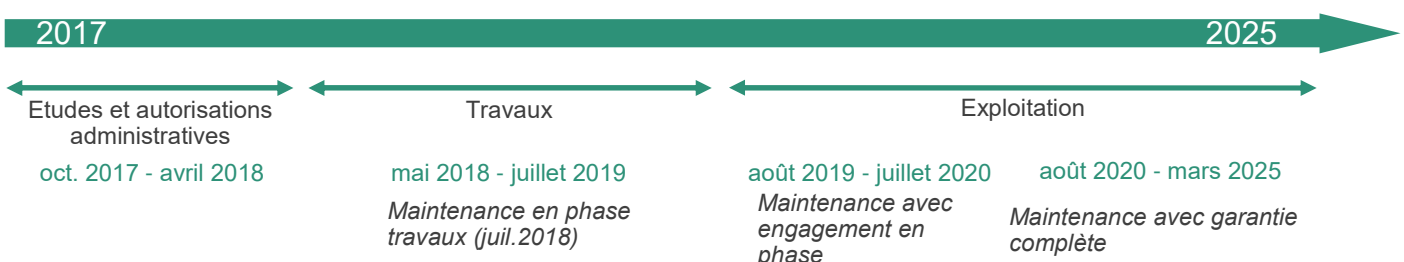 2017
2025
Etudes et autorisations
administratives
oct. 2017 - avril 2018
Travaux
mai 2018 - juillet 2019
Maintenance en phase
travaux (juil.2018)
Exploitation
août 2019 - juillet 2020
Maintenance avec
engagement en
phase
août 2020 - mars 2025
Maintenance avec garantie
complète